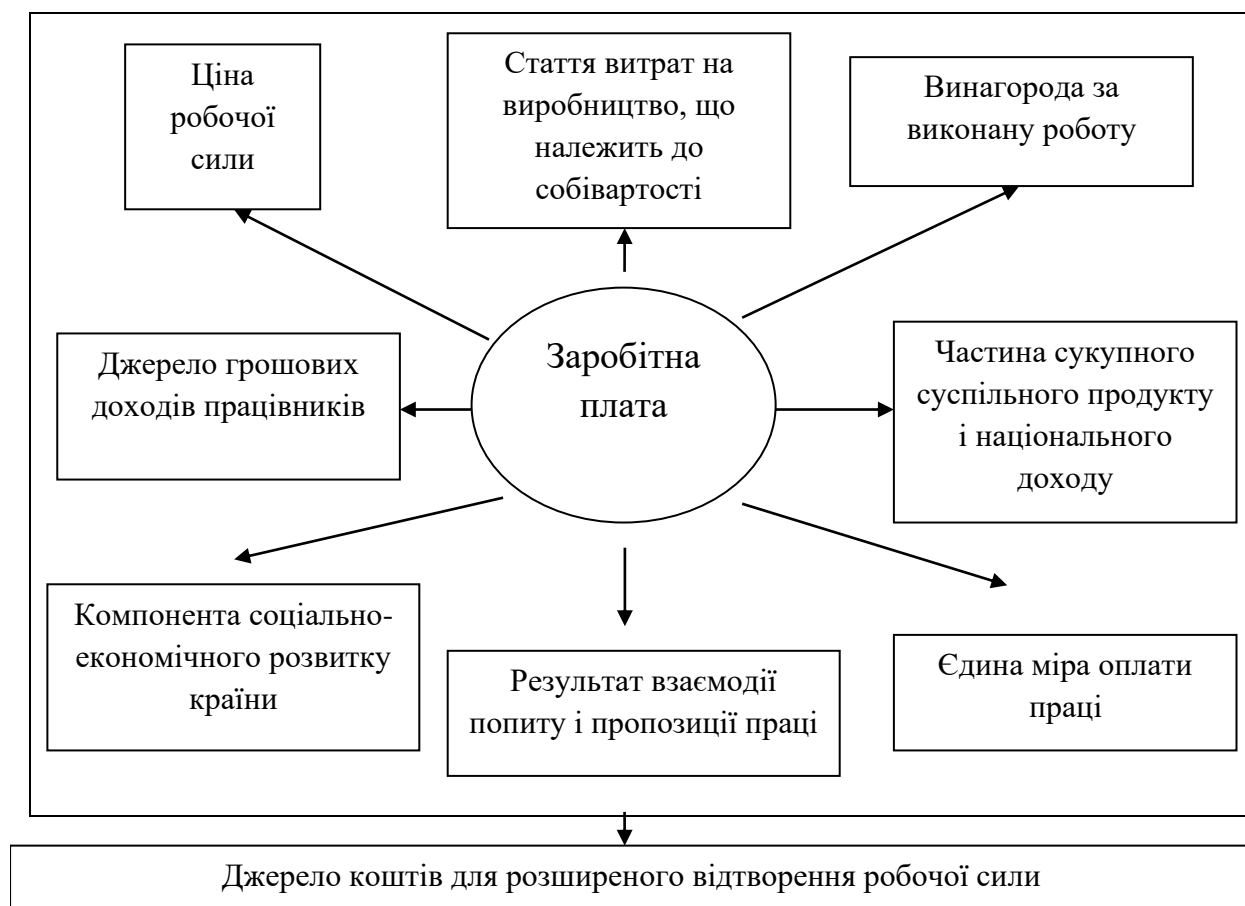 Ціна
робочої
сили
Стаття витрат на
виробництво, що
належить до
собівартості
Винагорода за
виконану роботу
Джерело грошових
доходів працівників
Заробітна
плата
Частина сукупного
суспільного продукту
і національного
доходу
Компонента соціально-
економічного розвитку
країни
Результат взаємодії
попиту і пропозиції праці
Єдина міра оплати
праці
Джерело коштів для розширеного відтворення робочої сили